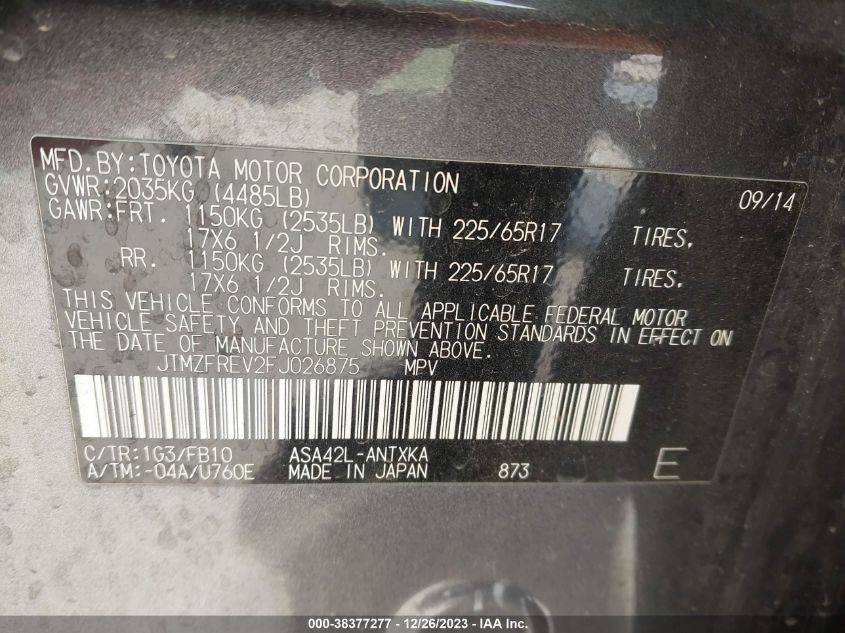 MFD.BY:TOYOTA MOTOR CORPORATION 09/14
GVWR:2035KG (4485LB)
GAWR:FRT. 1150KG (2535LB) WITH 225/65R17 TIRES,
17X6 1/2J RIMS.
RR. 1150KG (2535LB) WITH 225/65R17 TIRES.
17X6 1/2J RIMS.
THIS VEHICLE CONFORMS TO ALL APPLICABLE FEDERAL MOTOR
VEHICLE SAFETY AND THEFT PREVENTION STANDARDS IN EFFECT ON
THE DATE OF MANUFACTURE SHOWN ABOVE.
JTMZFREV2FJ026875 MPV
C/TR:1G3/FB10 ASA42L-ANTXKA
A/TM:-04A/U760E MADE IN JAPAN 873 E
000-38377277 - 12/26/2023 - IAA Inc.